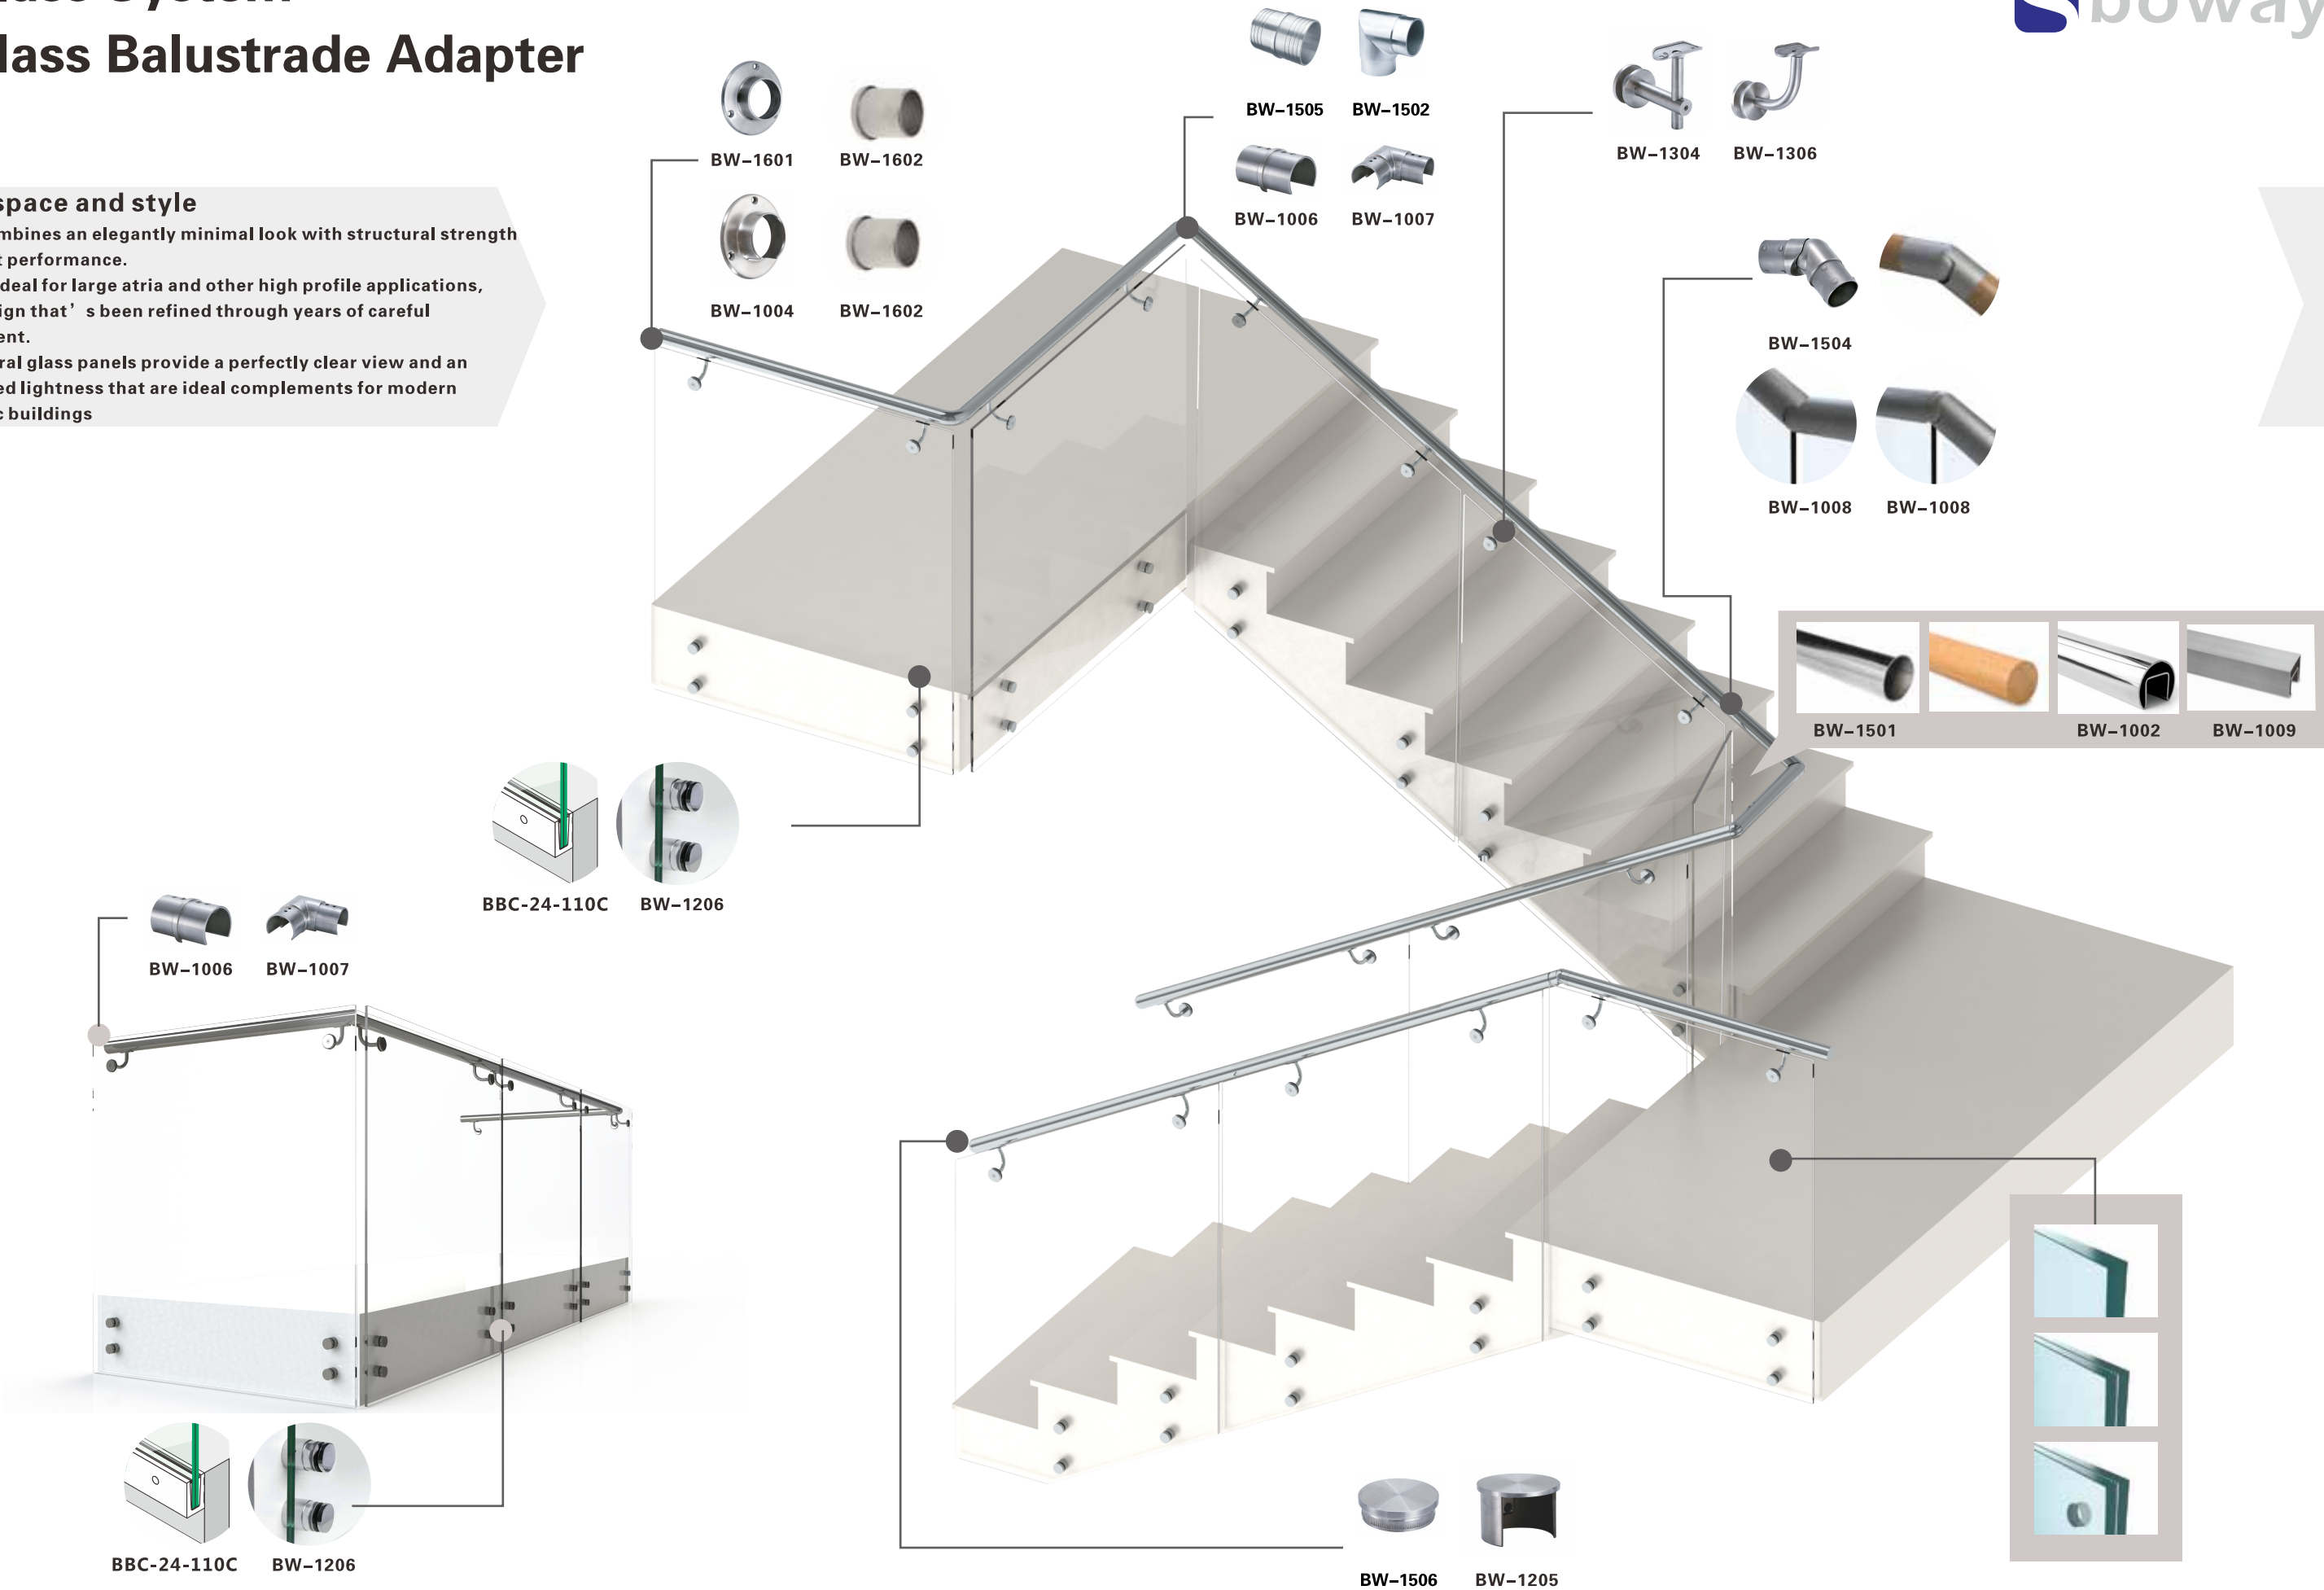 lass Balustrade Adapter
boway
space and style
mbines an elegantly minimal look with structural strength
t performance.
deal for large atria and other high profile applications,
ign that’ s been refined through years of careful
ent.
ral glass panels provide a perfectly clear view and an
ed lightness that are ideal complements for modern
c buildings
BW-1601 BW-1602
BW-1004 BW-1602
BW-1505 BW-1502
BW-1006 BW-1007
BW-1304 BW-1306
BW-1504
BW-1008 BW-1008
BW-1501 BW-1002 BW-1009
BBC-24-110C BW-1206
BW-1006 BW-1007
BBC-24-110C BW-1206
BW-1506 BW-1205